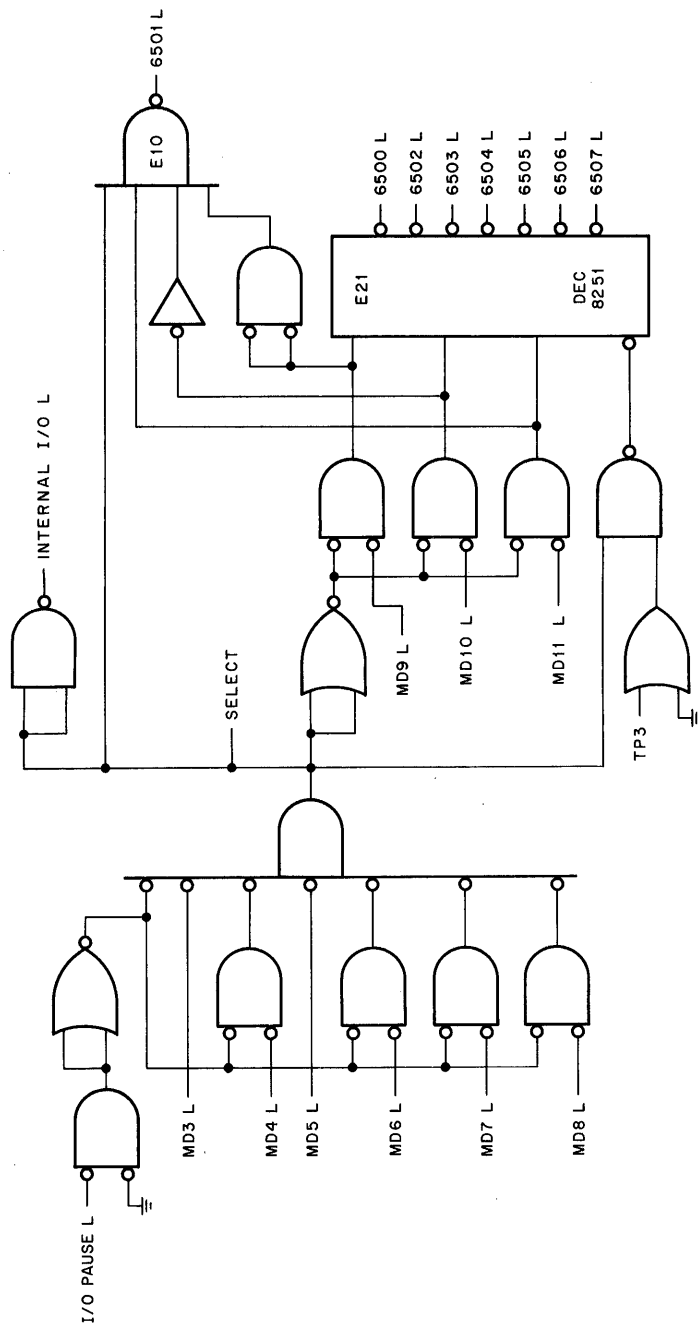 I/O PAUSE L
MD3 L
MD4 L
MD5 L
MD6 L
MD7 L
MD8 L
INTERNAL I/O L
SELECT
MD9 L
MD10 L
MD11 L
TP3
E10
6501 L
E21
DEC
8251
6500 L
6502 L
6503 L
6504 L
6505 L
6506 L
6507 L